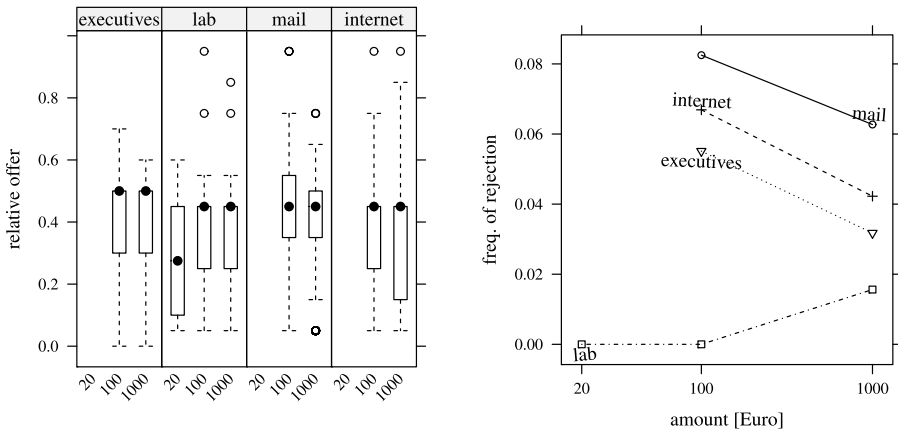 executives lab mail internet
relative offer
0.8
0.6
0.4
0.2
0.0
20 100 1000 20 100 1000 20 100 1000 20 100 1000
freq. of rejection
0.08
0.06
0.04
0.02
0.00
mail
internet
executives
lab
20 100 1000
amount [Euro]